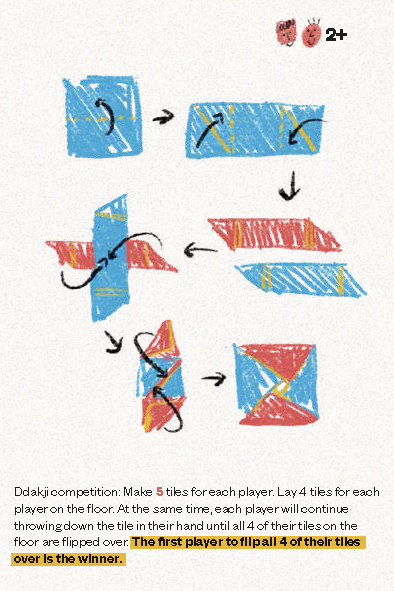 2+
Ddakji competition: Make 5 tiles for each player. Lay 4 tiles for each
player on the floor. At the same time, each player will continue
throwing down the tile in their hand until all 4 of their tiles on the
floor are flipped over. The first player to flip all 4 of their tiles
over is the winner.